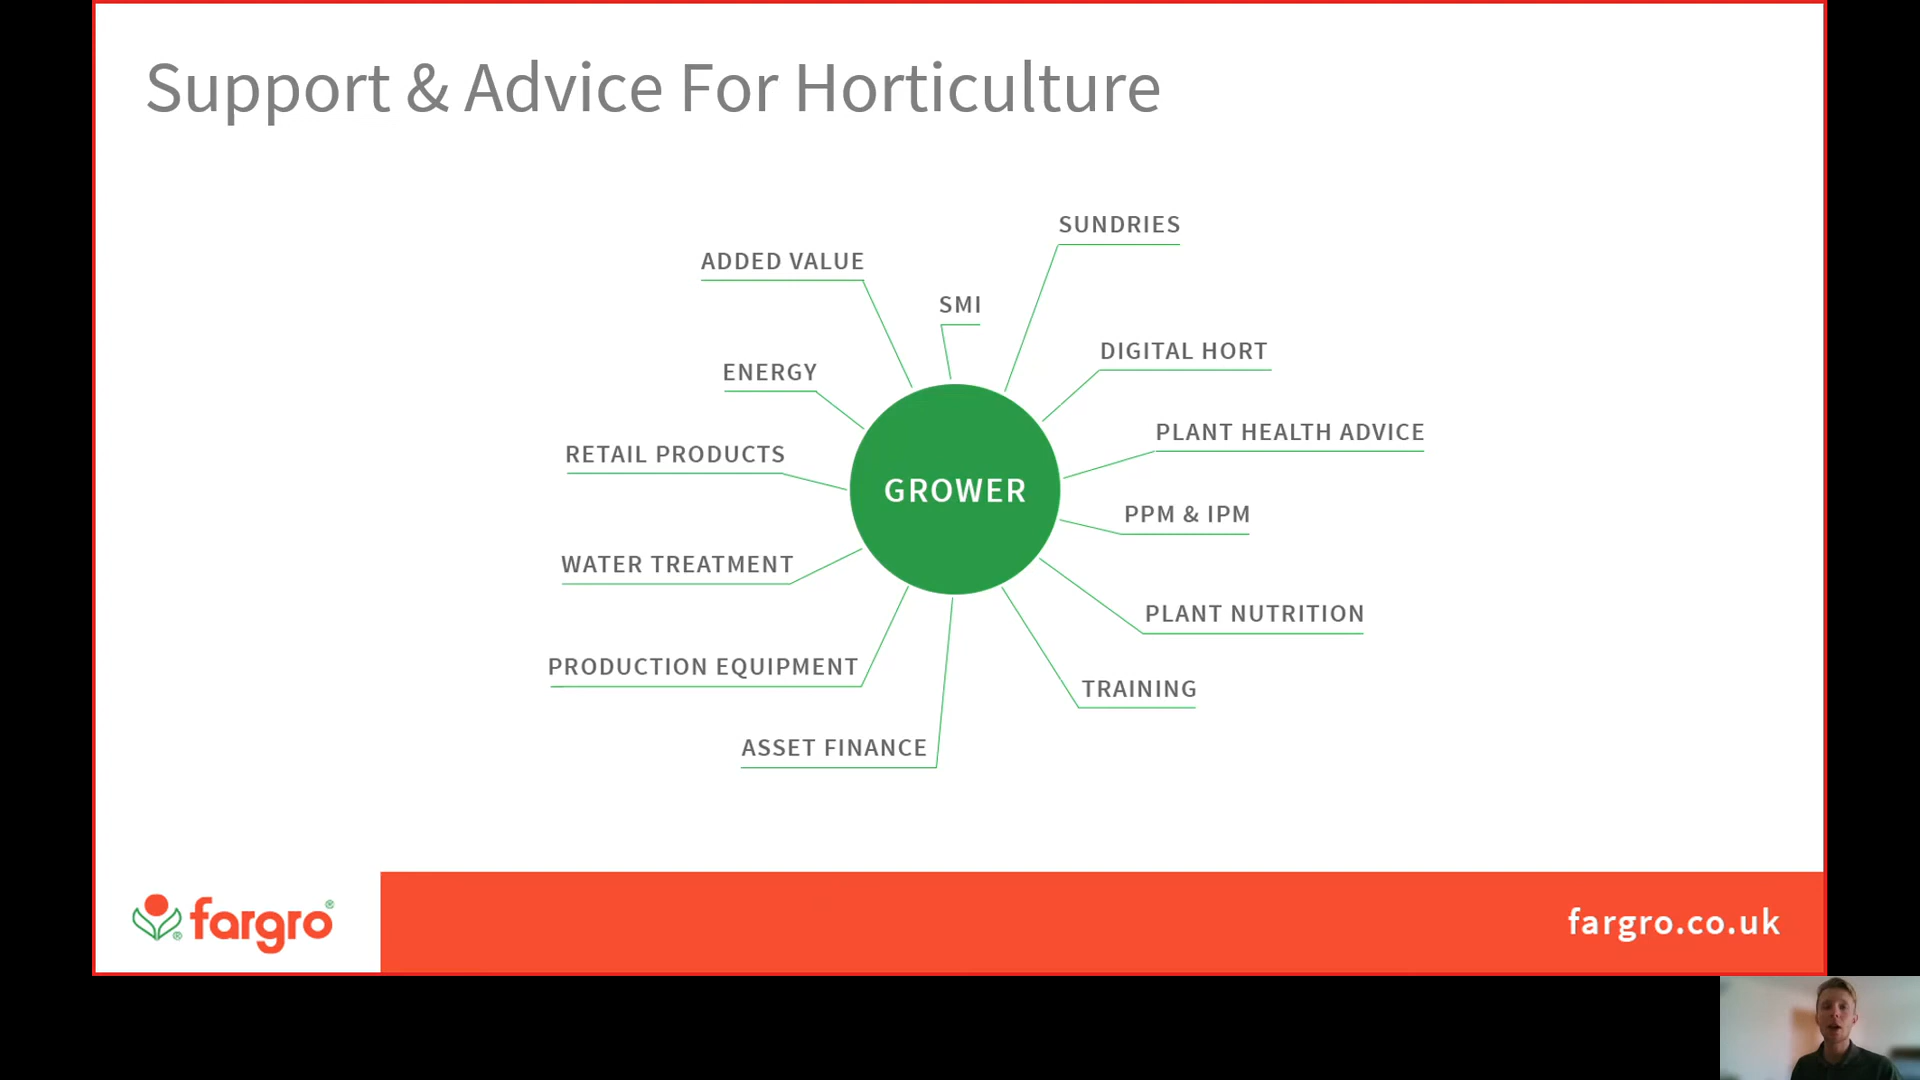 Support & Advice For Horticulture
SUNDRIES
ADDED VALUE
SMI
DIGITAL HORT
ENERGY
PLANT HEALTH ADVICE
RETAIL PRODUCTS
GROWER
PPM & IPM
WATER TREATMENT
PLANT NUTRITION
PRODUCTION EQUIPMENT
TRAINING
ASSET FINANCE
fargro®
fargro.co.uk